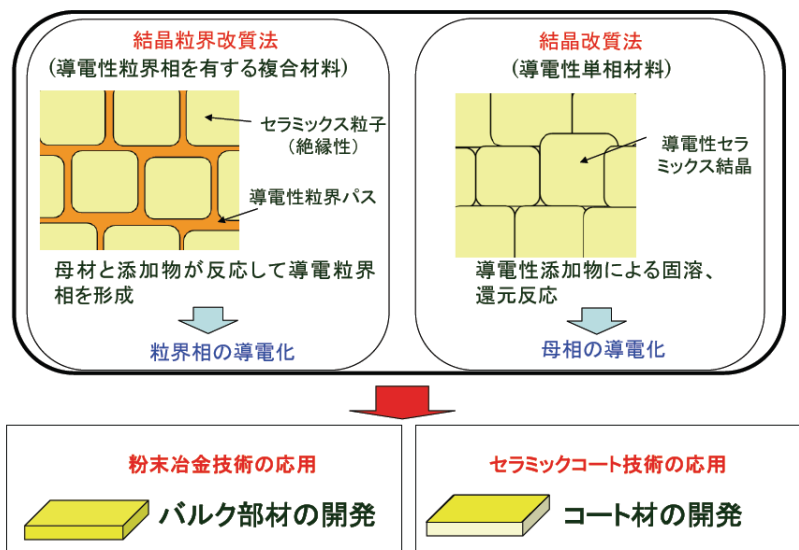 結晶粒界改質法
(導電性粒界相を有する複合材料)
セラミックス粒子
(絶縁性)
導電性粒界パス
母材と添加物が反応して導電粒界
相を形成
粒界相の導電化
結晶改質法
(導電性単相材料)
導電性セラ
ミックス結晶
導電性添加物による固溶、
還元反応
母相の導電化
粉末冶金技術の応用
バルク部材の開発
セラミックコート技術の応用
コート材の開発